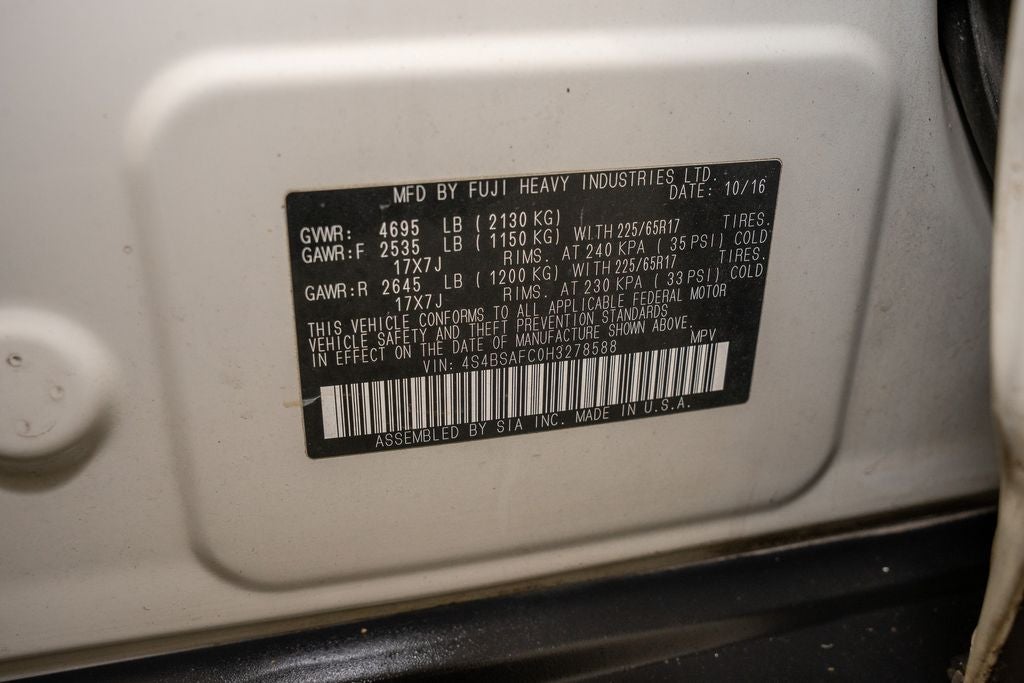 MFD BY FUJI HEAVY INDUSTRIES LTD.
DATE: 10/16
GVWR: 4695 LB (2130 KG)
GAWR:F 2535 LB (1150 KG) WITH 225/65R17 TIRES.
17X7J RIMS. AT 240 KPA (35 PSI) COLD
GAWR:R 2645 LB (1200 KG) WITH 225/65R17 TIRES.
17X7J RIMS. AT 230 KPA (33 PSI) COLD
THIS VEHICLE CONFORMS TO ALL APPLICABLE FEDERAL MOTOR
VEHICLE SAFETY AND THEFT PREVENTION STANDARDS
IN EFFECT ON THE DATE OF MANUFACTURE SHOWN ABOVE.
VIN: 4S4BSAFC0H3278588 MPV
ASSEMBLED BY SIA INC. MADE IN U.S.A.